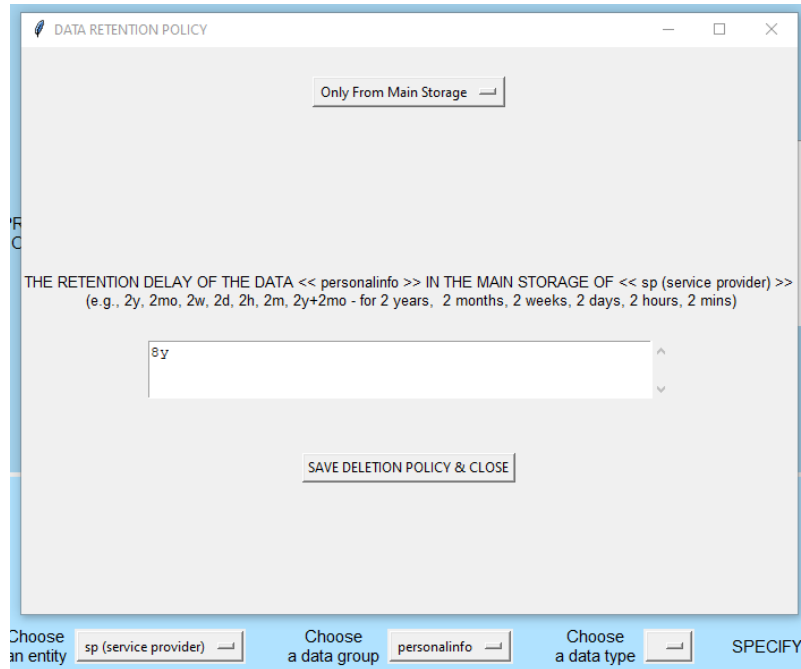 DATA RETENTION POLICY
Only From Main Storage
THE RETENTION DELAY OF THE DATA << personalinfo >> IN THE MAIN STORAGE OF << sp (service provider) >>
(e.g., 2y, 2mo, 2w, 2d, 2h, 2m, 2y+2mo - for 2 years, 2 months, 2 weeks, 2 days, 2 hours, 2 mins)
8y
SAVE DELETION POLICY & CLOSE
Choose
an entity
sp (service provider)
Choose
a data group
personalinfo
Choose
a data type
SPECIFY